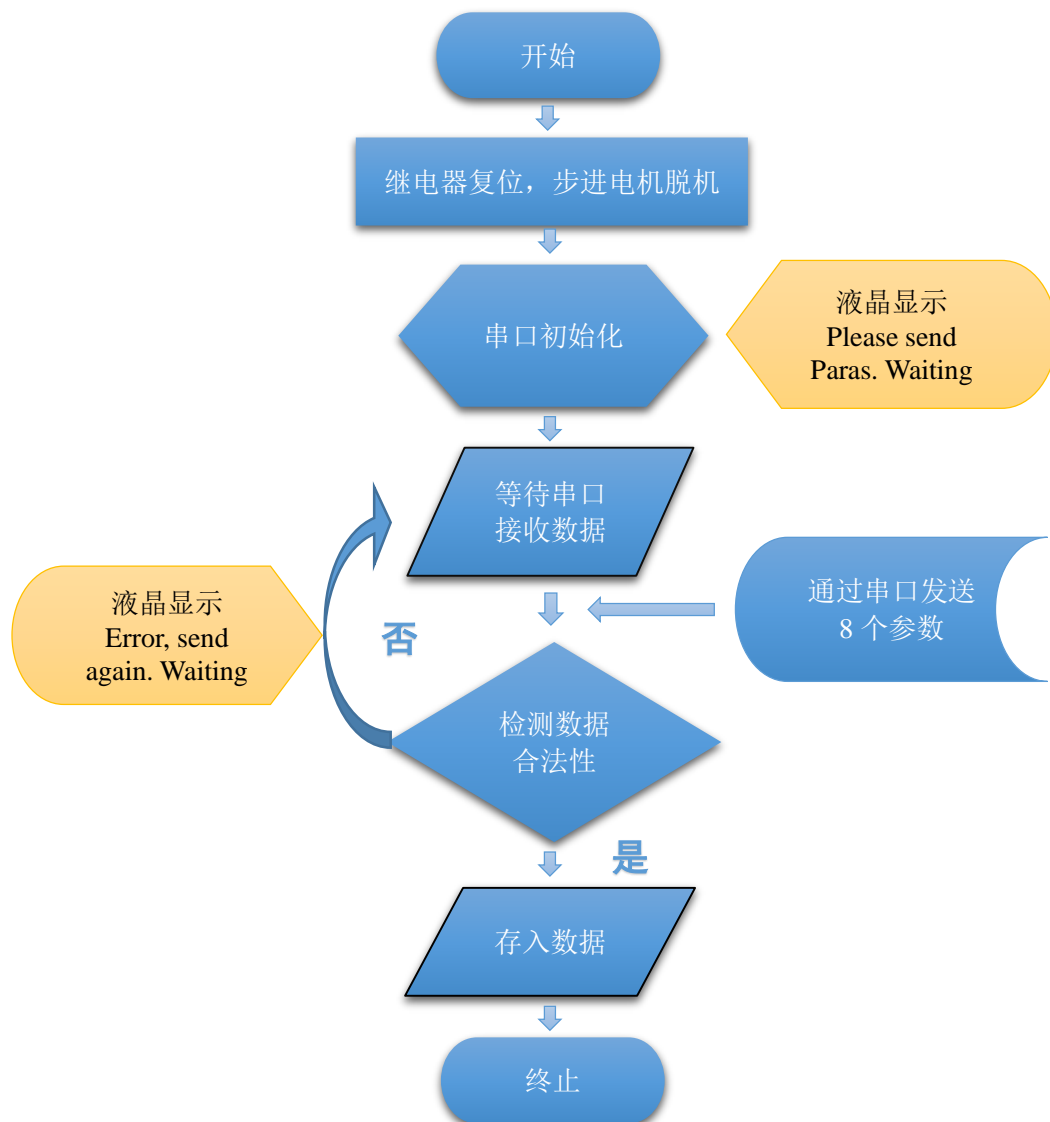 开始
继电器复位，步进电机脱机
串口初始化
液晶显示
Please send
Paras. Waiting
等待串口
接收数据
液晶显示
Error, send
again. Waiting
否
通过串口发送
8 个参数
检测数据
合法性
是
存入数据
终止